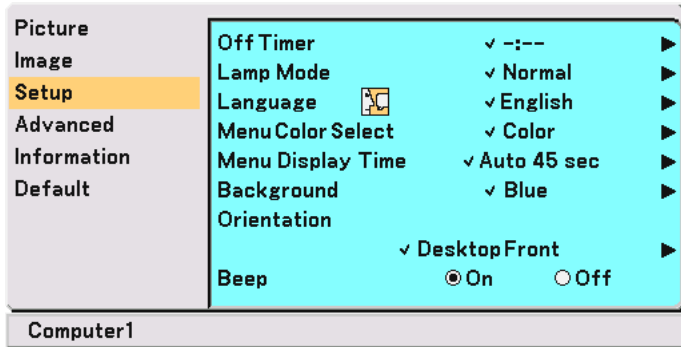 Picture
Image
Setup
Advanced
Information
Default
Off Timer ✓ -:--
Lamp Mode ✓ Normal
Language ✓ English
Menu Color Select ✓ Color
Menu Display Time ✓ Auto 45 sec
Background ✓ Blue
Orientation
✓ Desktop Front
Beep On Off
Computer1